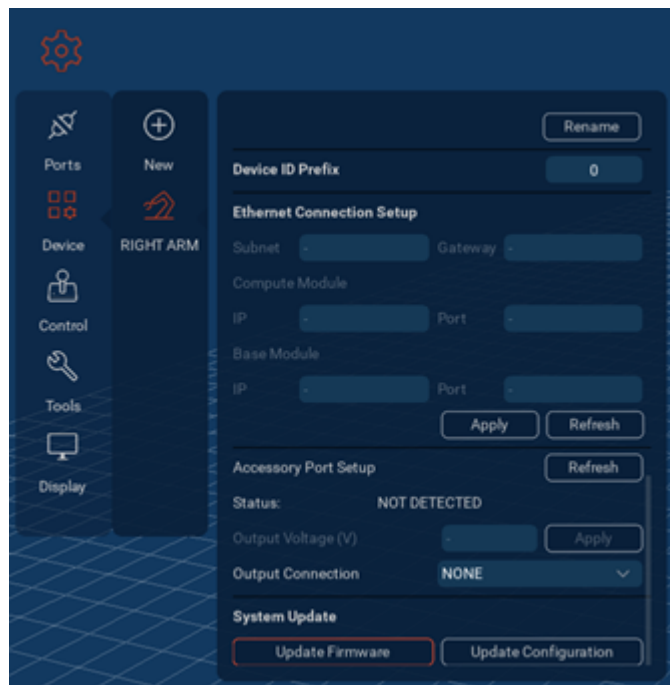 Ports
Device
Control
Tools
Display
New
RIGHT ARM
Rename
Device ID Prefix 0
Ethernet Connection Setup
Subnet - Gateway -
Compute Module
IP - Port -
Base Module
IP - Port -
Apply Refresh
Accessory Port Setup Refresh
Status: NOT DETECTED
Output Voltage (V) - Apply
Output Connection NONE
System Update
Update Firmware Update Configuration